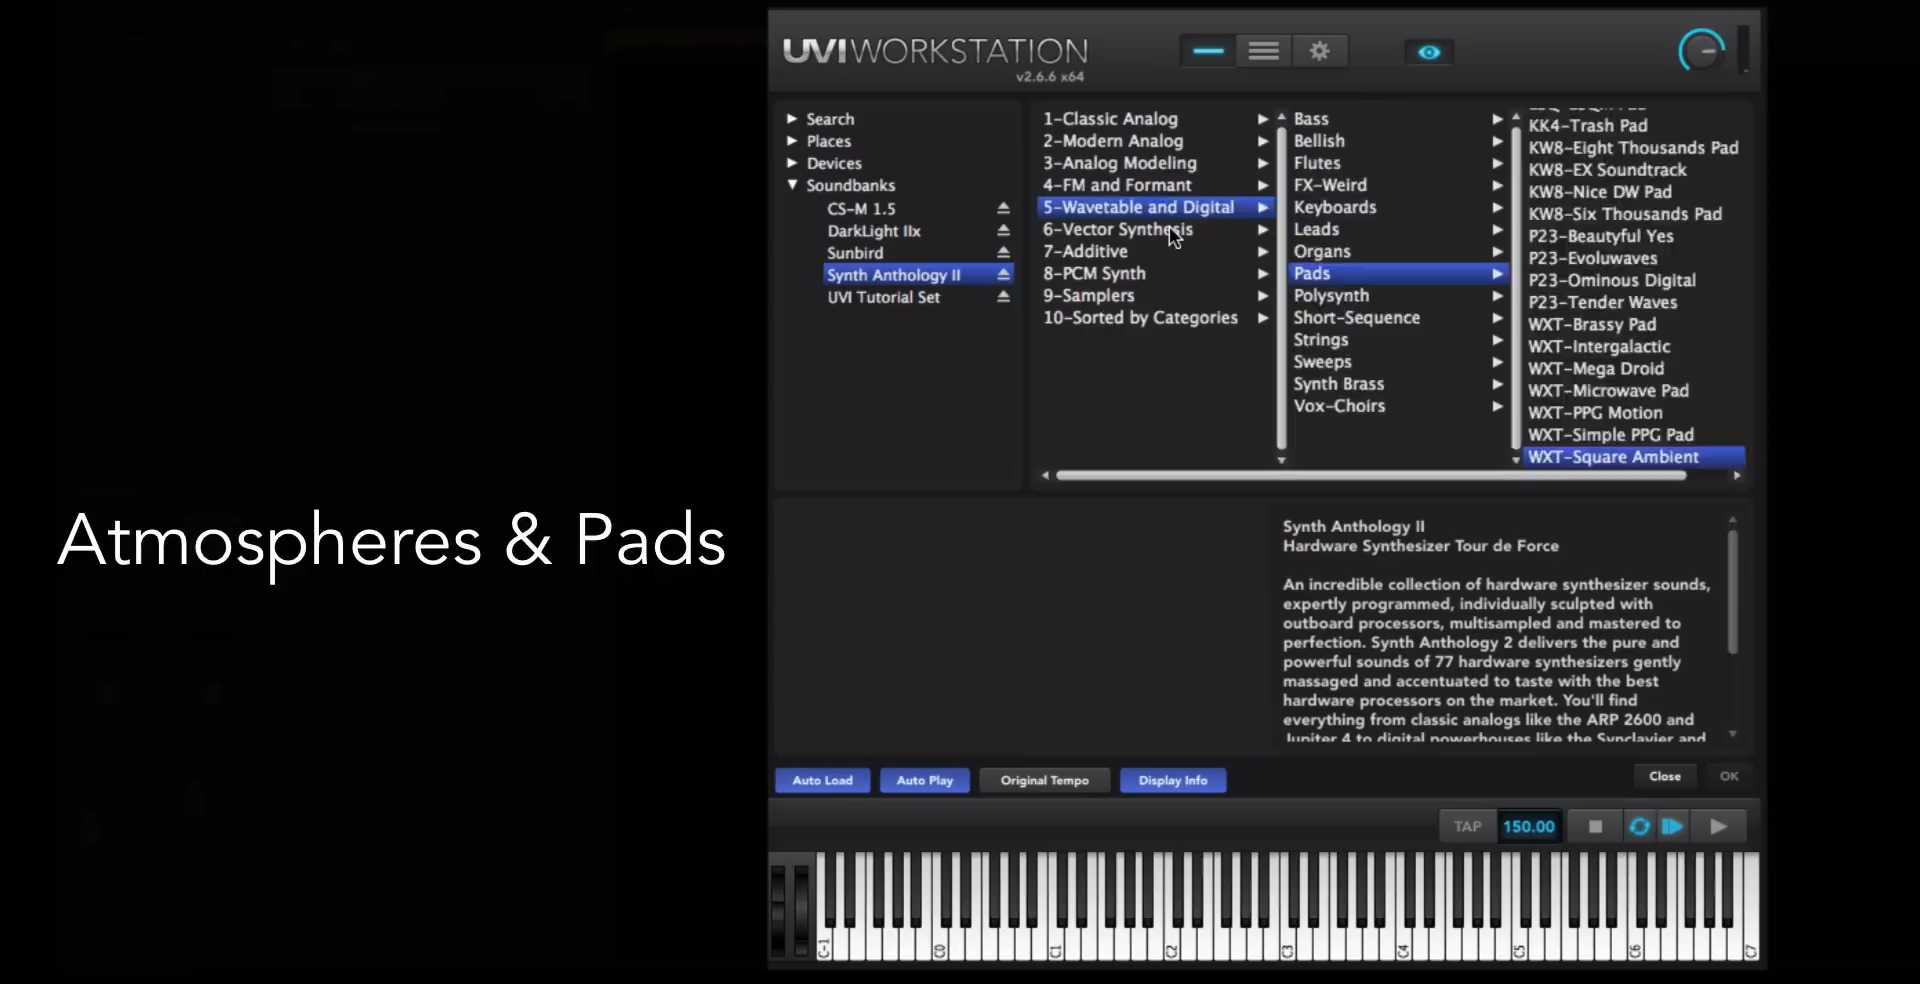 Atmospheres & Pads
UVIWORKSTATION
v2.6.6 x64
Search
Places
Devices
Soundbanks
CS-M 1.5
DarkLight IIx
Sunbird
Synth Anthology II
UVI Tutorial Set
1-Classic Analog
2-Modern Analog
3-Analog Modeling
4-FM and Formant
5-Wavetable and Digital
6-Vector Synthesis
7-Additive
8-PCM Synth
9-Samplers
10-Sorted by Categories
Bass
Bellish
Flutes
FX-Weird
Keyboards
Leads
Organs
Pads
Polysynth
Short-Sequence
Strings
Sweeps
Synth Brass
Vox-Choirs
KK4-Trash Pad
KW8-Eight Thousands Pad
KW8-EX Soundtrack
KW8-Nice DW Pad
KW8-Six Thousands Pad
P23-Beautyful Yes
P23-Evoluwaves
P23-Ominous Digital
P23-Tender Waves
WXT-Brassy Pad
WXT-Intergalactic
WXT-Mega Droid
WXT-Microwave Pad
WXT-PPG Motion
WXT-Simple PPG Pad
WXT-Square Ambient
Synth Anthology II
Hardware Synthesizer Tour de Force
An incredible collection of hardware synthesizer sounds,
expertly programmed, individually sculpted with
outboard processors, multisampled and mastered to
perfection. Synth Anthology 2 delivers the pure and
powerful sounds of 77 hardware synthesizers gently
massaged and accentuated to taste with the best
hardware processors on the market. You'll find
everything from classic analogs like the ARP 2600 and
Jupiter 4 to digital powerhouses like the Synclavier and
Auto Load
Auto Play
Original Tempo
Display Info
Close
OK
TAP
150.00
C-1
C0
C1
C2
C3
C4
C5
C6
C7